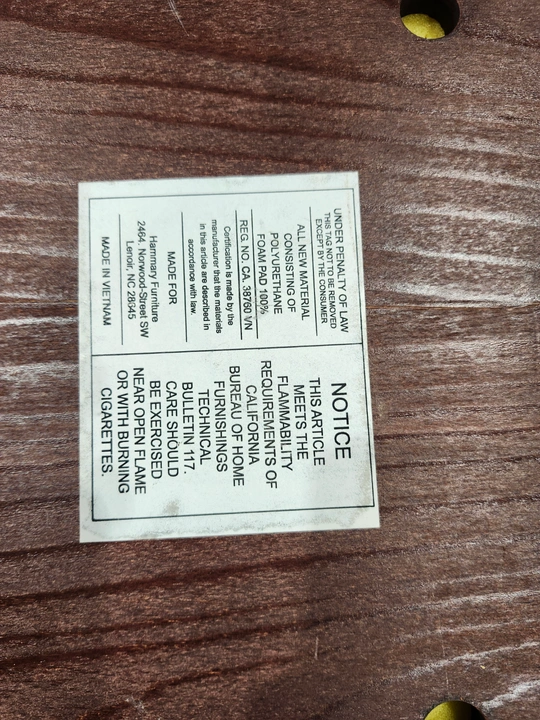 UNDER PENALTY OF LAW
THIS TAG NOT TO BE REMOVED
EXCEPT BY THE CONSUMER
ALL NEW MATERIAL
CONSISTING OF
POLYURETHANE
FOAM PAD 100%
REG. NO. CA. 38760 VN
Certification is made by the
manufacturer that the materials
in this article are described in
accordance with law.
MADE FOR
Hammary Furniture
2464, Norwood-Street SW
Lenoir, NC 28645
MADE IN VIETNAM
NOTICE
THIS ARTICLE
MEETS THE
FLAMMABILITY
REQUIREMENTS OF
CALIFORNIA
BUREAU OF HOME
FURNISHINGS
TECHNICAL
BULLETIN 117.
CARE SHOULD
BE EXERCISED
NEAR OPEN FLAME
OR WITH BURNING
CIGARETTES.